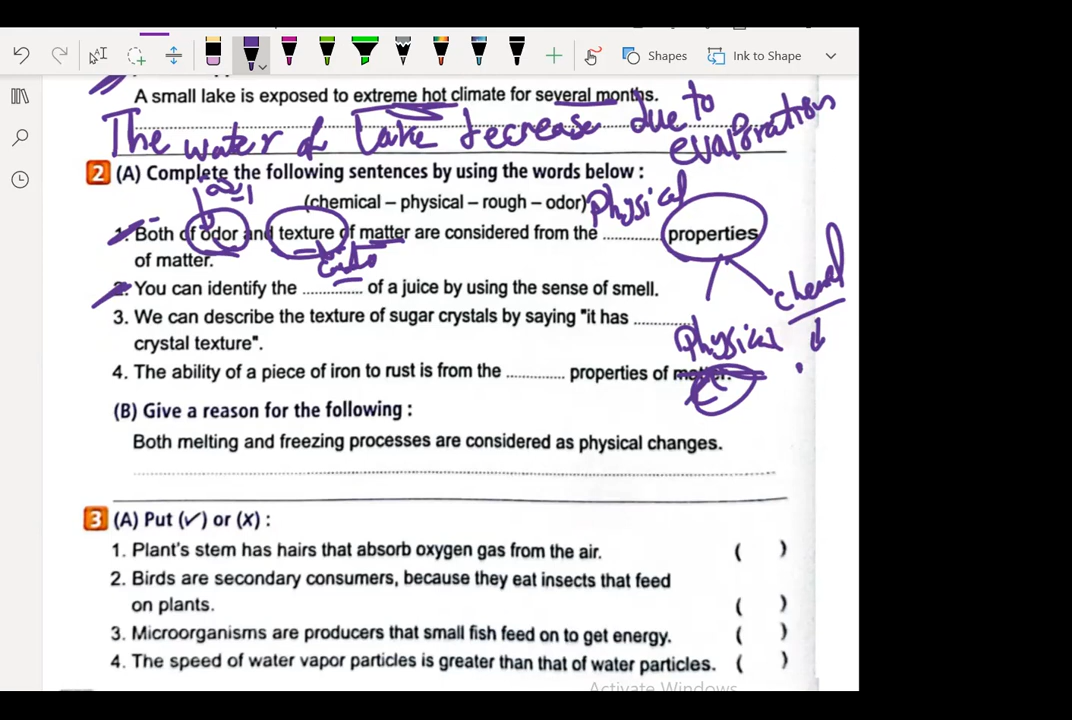 Shapes
Ink to Shape
A small lake is exposed to extreme hot climate for several months.
The water of Lake decrease due to evaporation
2 (A) Complete the following sentences by using the words below :
(chemical – physical – rough – odor)
Physical
1. Both of odor and texture of matter are considered from the ............ properties
of matter.
2. You can identify the ............ of a juice by using the sense of smell.
3. We can describe the texture of sugar crystals by saying "it has ............
crystal texture".
Physical
4. The ability of a piece of iron to rust is from the ............ properties of matter.
(B) Give a reason for the following :
Both melting and freezing processes are considered as physical changes.
3 (A) Put (✓) or (X) :
1. Plant's stem has hairs that absorb oxygen gas from the air. ( )
2. Birds are secondary consumers, because they eat insects that feed
on plants. ( )
3. Microorganisms are producers that small fish feed on to get energy. ( )
4. The speed of water vapor particles is greater than that of water particles. ( )
Activate Windows